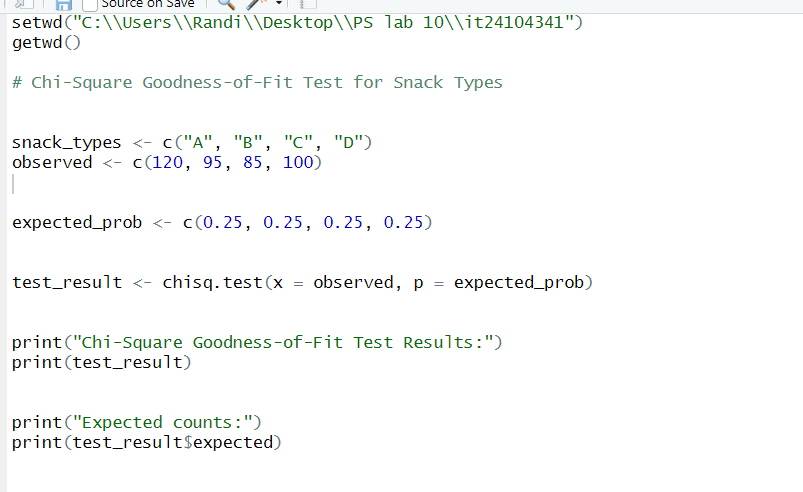 Source on Save
setwd("C:\\Users\\Randi\\Desktop\\PS lab 10\\it24104341")
getwd()
# Chi-Square Goodness-of-Fit Test for Snack Types
snack_types <- c("A", "B", "C", "D")
observed <- c(120, 95, 85, 100)
expected_prob <- c(0.25, 0.25, 0.25, 0.25)
test_result <- chisq.test(x = observed, p = expected_prob)
print("Chi-Square Goodness-of-Fit Test Results:")
print(test_result)
print("Expected counts:")
print(test_result$expected)